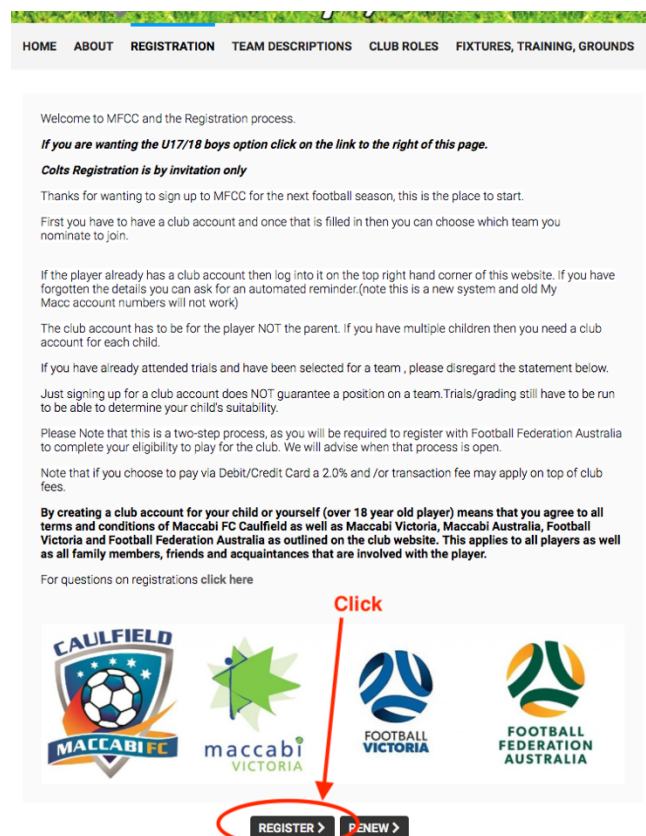 HOME ABOUT REGISTRATION TEAM DESCRIPTIONS CLUB ROLES FIXTURES, TRAINING, GROUNDS
Welcome to MFCC and the Registration process.
If you are wanting the U17/18 boys option click on the link to the right of this page.
Colts Registration is by invitation only
Thanks for wanting to sign up to MFCC for the next football season, this is the place to start.
First you have to have a club account and once that is filled in then you can choose which team you
nominate to join.
If the player already has a club account then log into it on the top right hand corner of this website. If you have
forgotten the details you can ask for an automated reminder.(note this is a new system and old My
Macc account numbers will not work)
The club account has to be for the player NOT the parent. If you have multiple children then you need a club
account for each child.
If you have already attended trials and have been selected for a team , please disregard the statement below.
Just signing up for a club account does NOT guarantee a position on a team.Trials/grading still have to be run
to be able to determine your child's suitability.
Please Note that this is a two-step process, as you will be required to register with Football Federation Australia
to complete your eligibility to play for the club. We will advise when that process is open.
Note that if you choose to pay via Debit/Credit Card a 2.0% and /or transaction fee may apply on top of club
fees.
By creating a club account for your child or yourself (over 18 year old player) means that you agree to all
terms and conditions of Maccabi FC Caulfield as well as Maccabi Victoria, Maccabi Australia, Football
Victoria and Football Federation Australia as outlined on the club website. This applies to all players as well
as all family members, friends and acquaintances that are involved with the player.
For questions on registrations click here
Click
CAULFIELD
MACCABI FC
maccabi
VICTORIA
FOOTBALL
VICTORIA
FOOTBALL
FEDERATION
AUSTRALIA
REGISTER > RENEW >